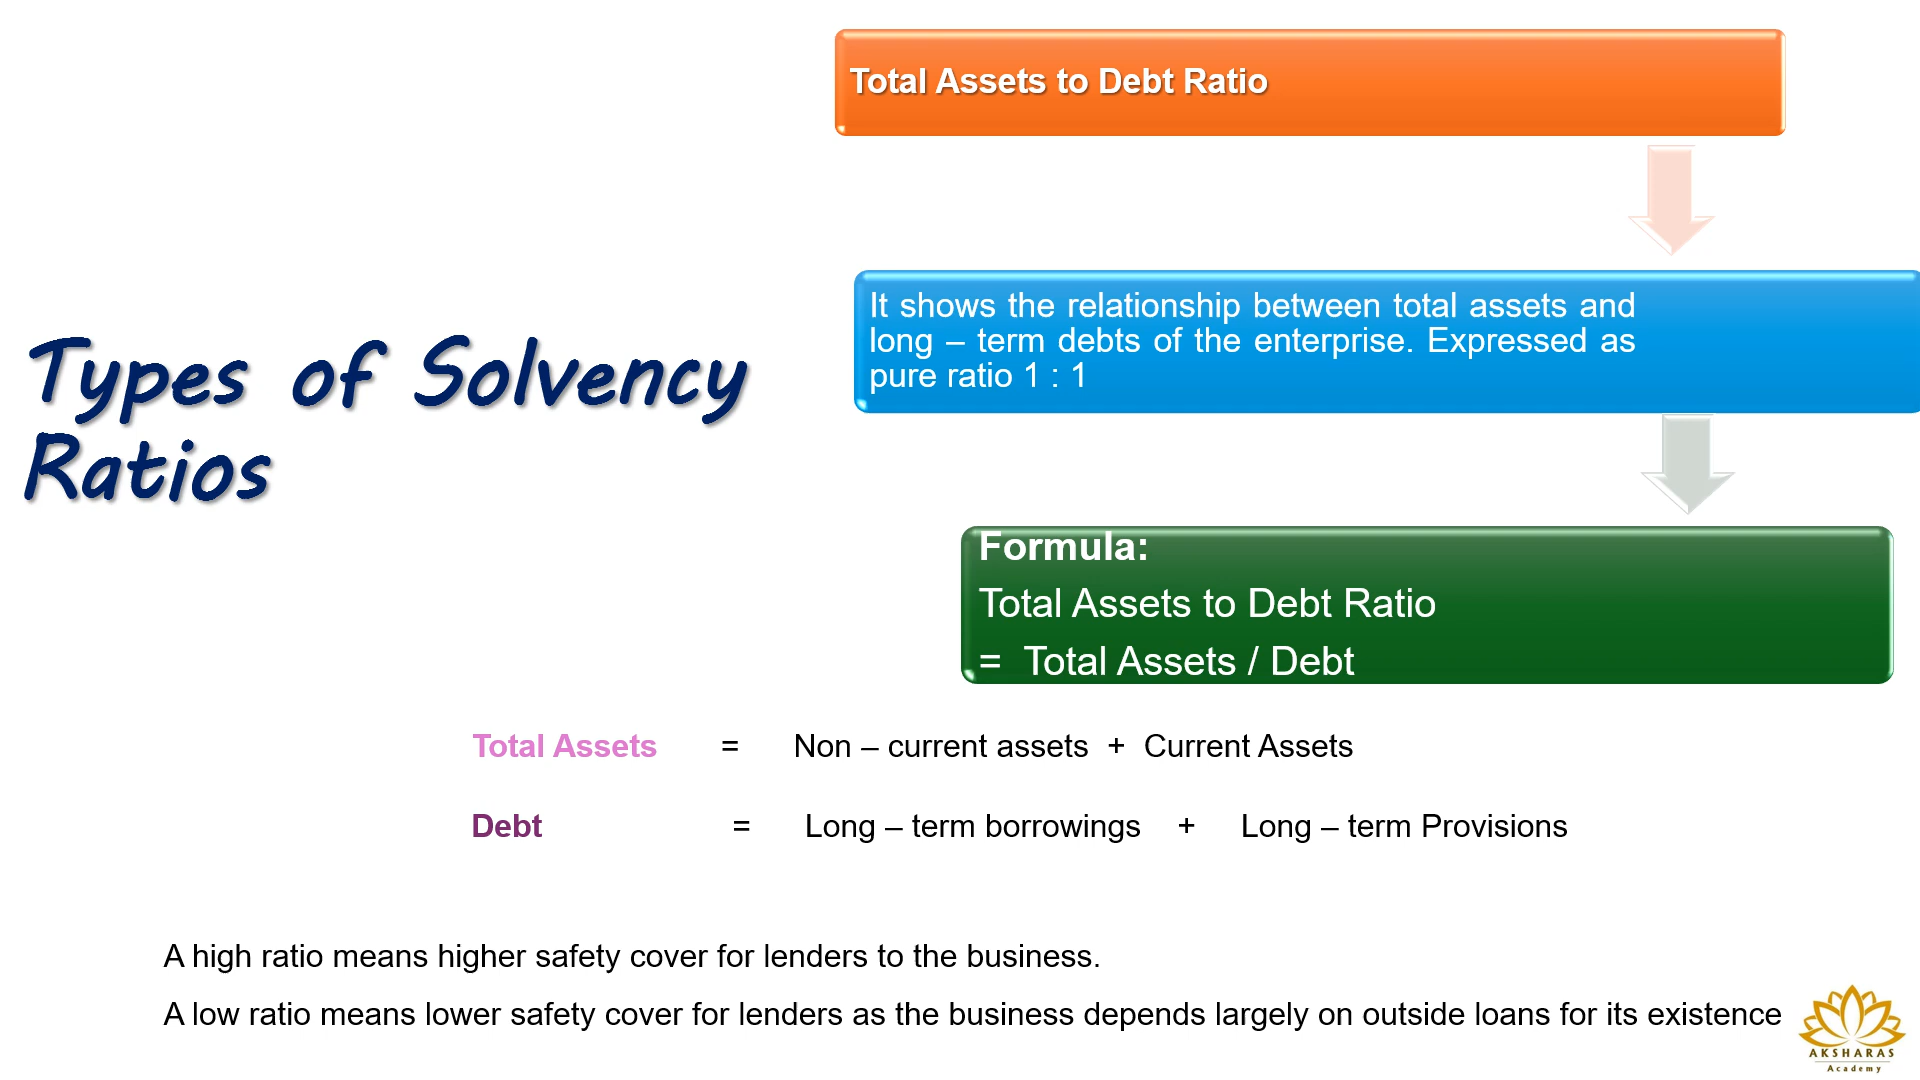 Types of Solvency
Ratios
Total Assets to Debt Ratio
It shows the relationship between total assets and
long – term debts of the enterprise. Expressed as
pure ratio 1 : 1
Formula:
Total Assets to Debt Ratio
= Total Assets / Debt
Total Assets = Non – current assets + Current Assets
Debt = Long – term borrowings + Long – term Provisions
A high ratio means higher safety cover for lenders to the business.
A low ratio means lower safety cover for lenders as the business depends largely on outside loans for its existence
AKSHARAS
Academy